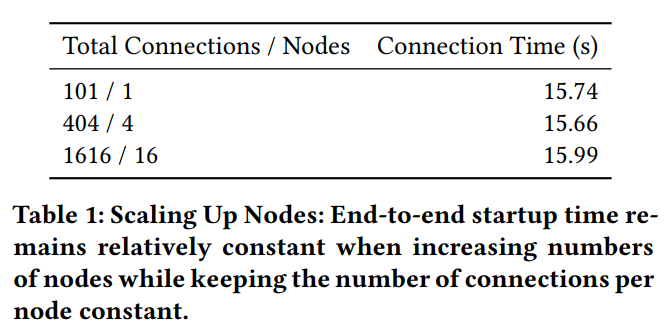 Total Connections / Nodes Connection Time (s)
101 / 1 15.74
404 / 4 15.66
1616 / 16 15.99
Table 1: Scaling Up Nodes: End-to-end startup time re-
mains relatively constant when increasing numbers
of nodes while keeping the number of connections per
node constant.